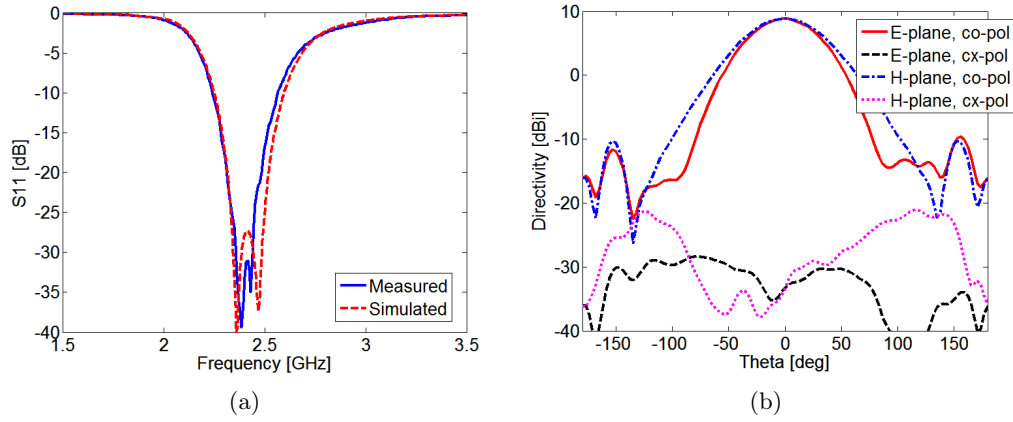 0
-5
-10
-15
-20
-25
-30
-35
-40
S11 [dB]
1.5 2 2.5 3 3.5
Frequency [GHz]
Measured
Simulated
(a)
10
0
-10
-20
-30
-40
Directivity [dBi]
-150 -100 -50 0 50 100 150
Theta [deg]
E-plane, co-pol
E-plane, cx-pol
H-plane, co-pol
H-plane, cx-pol
(b)